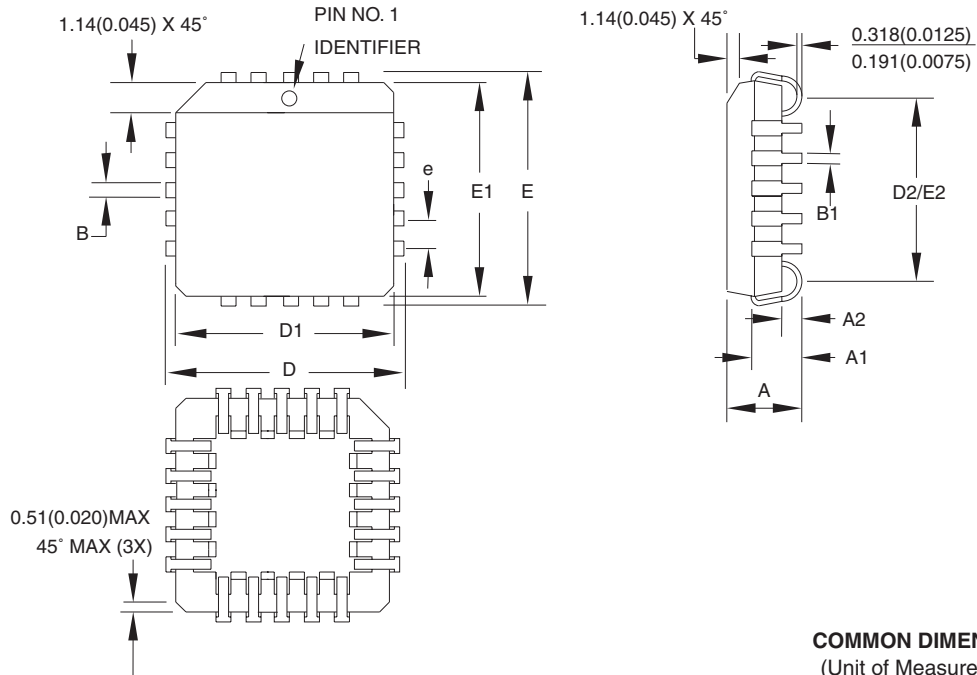 1.14(0.045) X 45˚
PIN NO. 1
IDENTIFIER
1.14(0.045) X 45˚
0.318(0.0125)
0.191(0.0075)
e
E1
E
B
B1
D2/E2
D1
D
A2
A1
A
0.51(0.020)MAX
45˚ MAX (3X)
COMMON DIMEN
(Unit of Measure